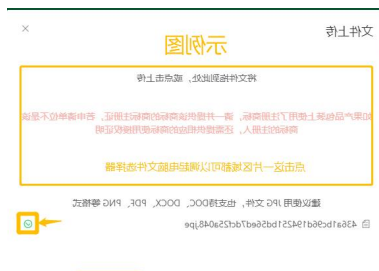 文件上传
×
示例图
将文件拖到此处，或点击上传
如果产品包装上使用了注册商标，请一并提供该商标的商标注册证，若申请单位不是该
商标的注册人，还需提供相应的商标使用授权证明
点击这一片区域都可以调起电脑文件选择器
建议使用 JPG 文件，也支持DOC、DOCX、PDF、PNG 等格式
436a1bc96d194251bd56ed7dcf25a048.jpeg